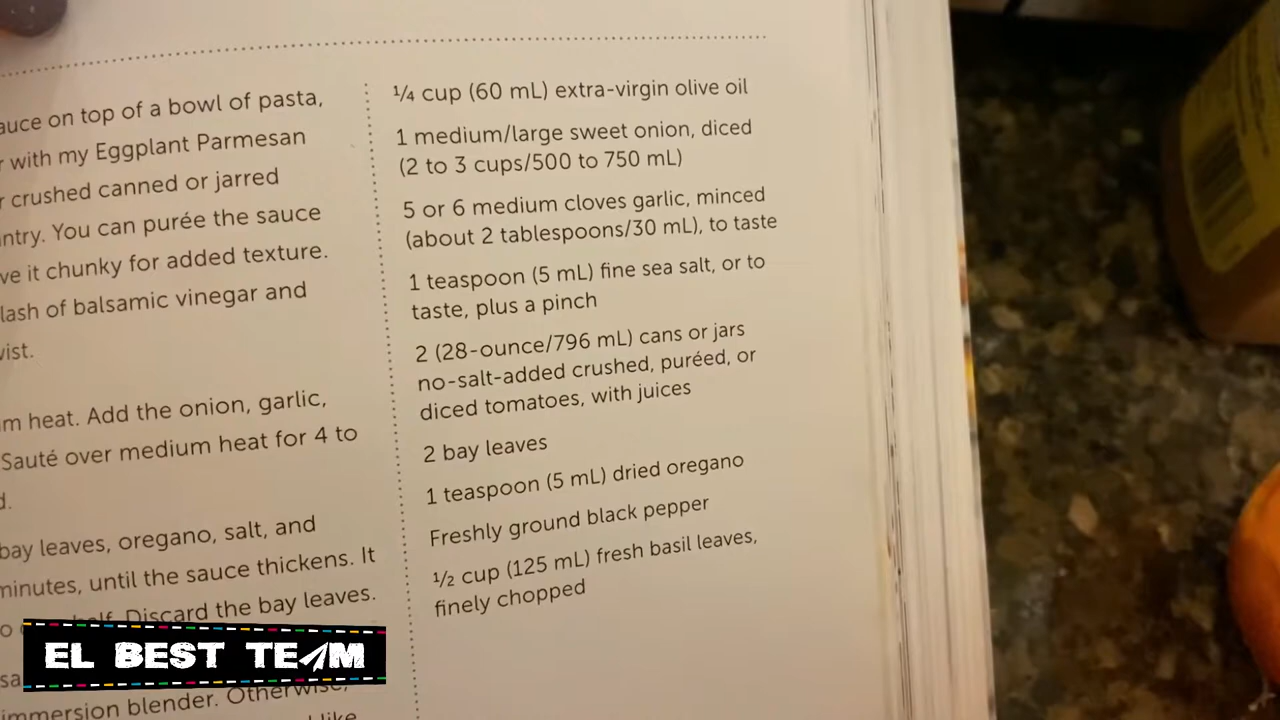 auce on top of a bowl of pasta,
with my Eggplant Parmesan
crushed canned or jarred
ntry. You can purée the sauce
ve it chunky for added texture.
lash of balsamic vinegar and
vist.
m heat. Add the onion, garlic,
Sauté over medium heat for 4 to
d.
bay leaves, oregano, salt, and
minutes, until the sauce thickens. It
half. Discard the bay leaves.
sa
immersion blender. Otherwise,
like
¼ cup (60 mL) extra-virgin olive oil
1 medium/large sweet onion, diced
(2 to 3 cups/500 to 750 mL)
5 or 6 medium cloves garlic, minced
(about 2 tablespoons/30 mL), to taste
1 teaspoon (5 mL) fine sea salt, or to
taste, plus a pinch
2 (28-ounce/796 mL) cans or jars
no-salt-added crushed, puréed, or
diced tomatoes, with juices
2 bay leaves
1 teaspoon (5 mL) dried oregano
Freshly ground black pepper
½ cup (125 mL) fresh basil leaves,
finely chopped
EL BEST TEAM